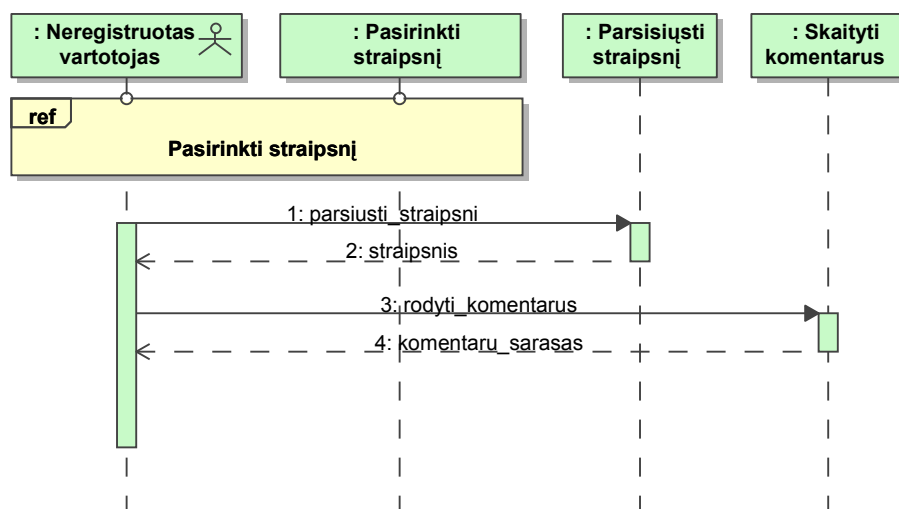 : Neregistruotas
vartotojas
: Pasirinkti
straipsnį
: Parsisiųsti
straipsnį
: Skaityti
komentarus
ref
Pasirinkti straipsnį
1: parsiusti_straipsni
2: straipsnis
3: rodyti_komentarus
4: komentaru_sarasas